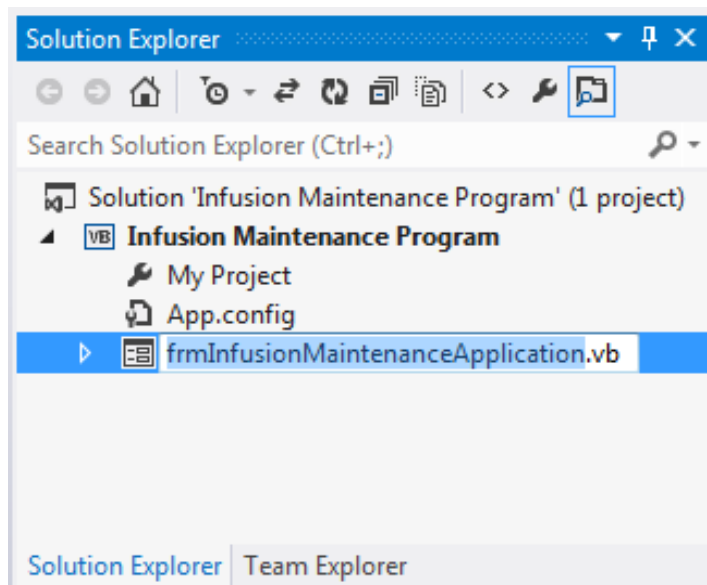 Solution Explorer
Search Solution Explorer (Ctrl+;)
Solution 'Infusion Maintenance Program' (1 project)
VB Infusion Maintenance Program
My Project
App.config
frmInfusionMaintenanceApplication.vb
Solution Explorer Team Explorer